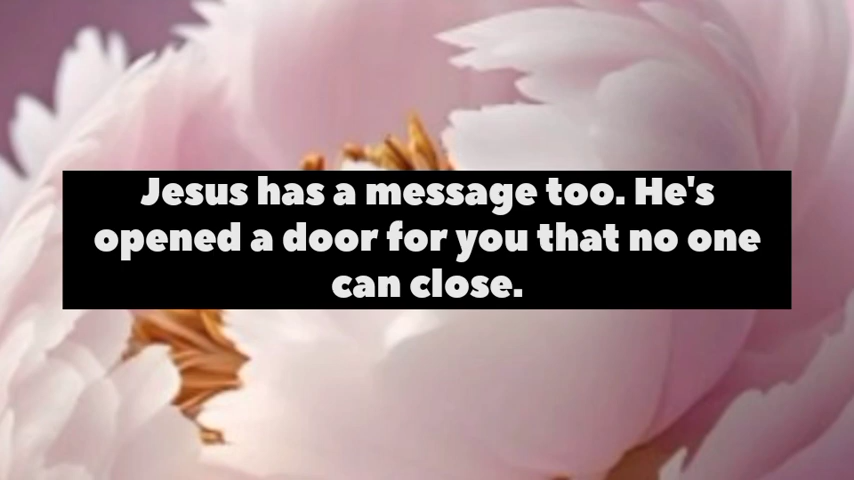 Jesus has a message too. He's
opened a door for you that no one
can close.